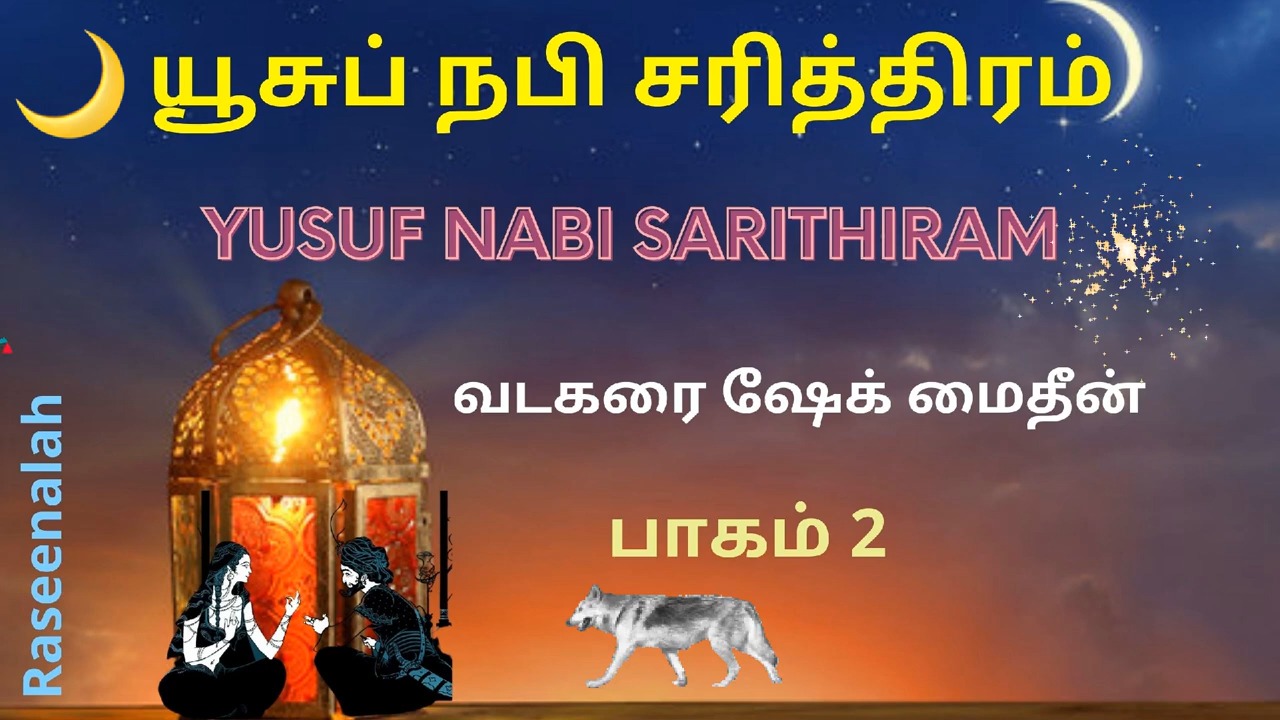 யூசுப் நபி சரித்திரம்
YUSUF NABI SARITHIRAM
வடகரை ஷேக் மைதீன்
பாகம் 2
Raseenalah